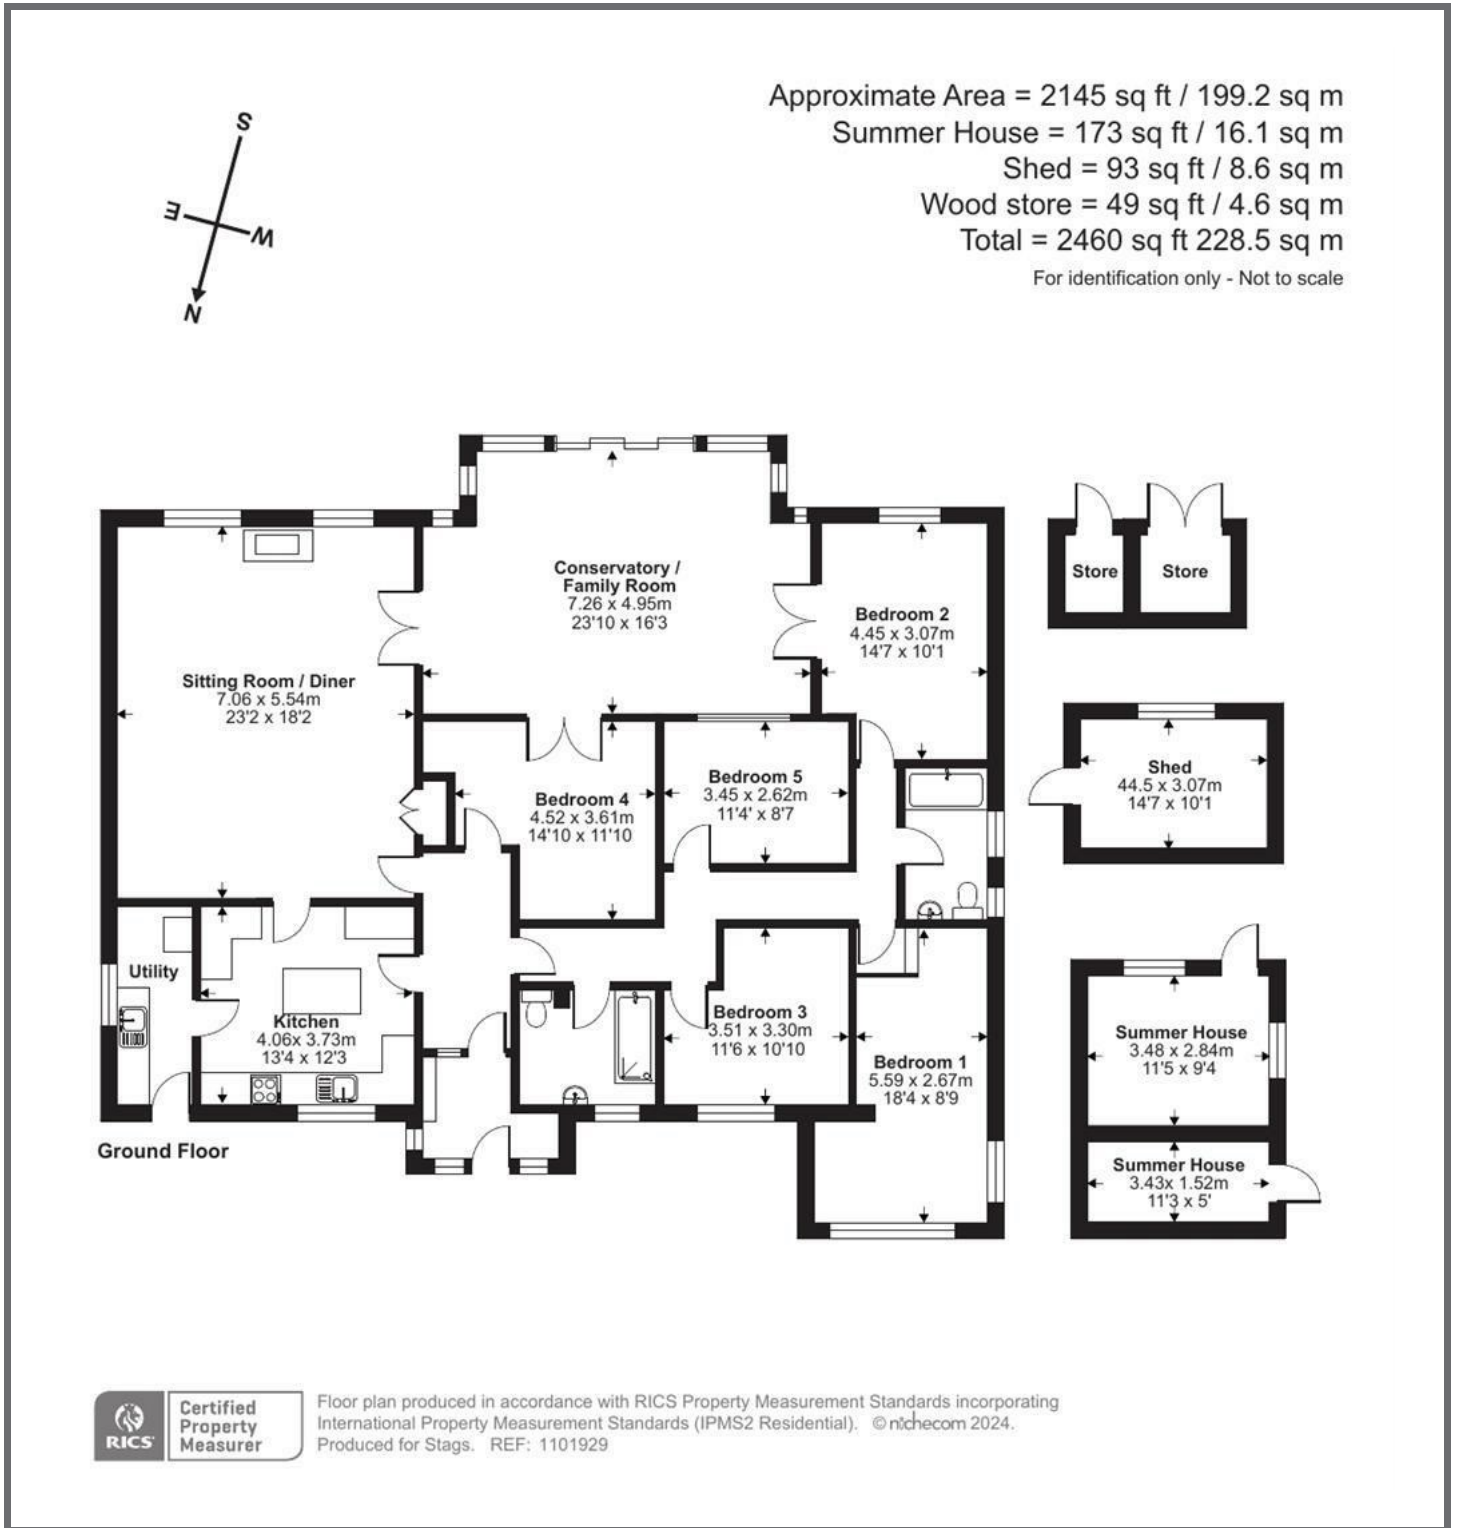 Approximate Area = 2145 sq ft / 199.2 sq m
Summer House = 173 sq ft / 16.1 sq m
Shed = 93 sq ft / 8.6 sq m
Wood store = 49 sq ft / 4.6 sq m
Total = 2460 sq ft 228.5 sq m
For identification only - Not to scale
S
E
W
N
Conservatory /
Family Room
7.26 x 4.95m
23'10 x 16'3
Bedroom 2
4.45 x 3.07m
14'7 x 10'1
Sitting Room / Diner
7.06 x 5.54m
23'2 x 18'2
Bedroom 4
4.52 x 3.61m
14'10 x 11'10
Bedroom 5
3.45 x 2.62m
11'4' x 8'7
Utility
Kitchen
4.06x 3.73m
13'4 x 12'3
Bedroom 3
3.51 x 3.30m
11'6 x 10'10
Bedroom 1
5.59 x 2.67m
18'4 x 8'9
Ground Floor
Store
Store
Shed
44.5 x 3.07m
14'7 x 10'1
Summer House
3.48 x 2.84m
11'5 x 9'4
Summer House
3.43x 1.52m
11'3 x 5'
RICS
Certified
Property
Measurer
Floor plan produced in accordance with RICS Property Measurement Standards incorporating
International Property Measurement Standards (IPMS2 Residential). © nichecom 2024.
Produced for Stags. REF: 1101929